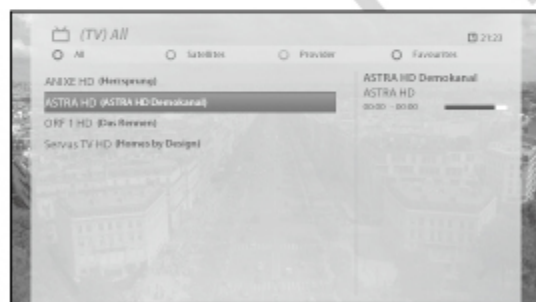 (TV) All
21:23
All
Satellites
Provider
Favourites
ANIXE HD (Herzsprung)
ASTRA HD (ASTRA HD Demokanal)
ORF 1 HD (Das Rennen)
Servus TV HD (Homes by Design)
ASTRA HD Demokanal
ASTRA HD
00:00 - 00:00